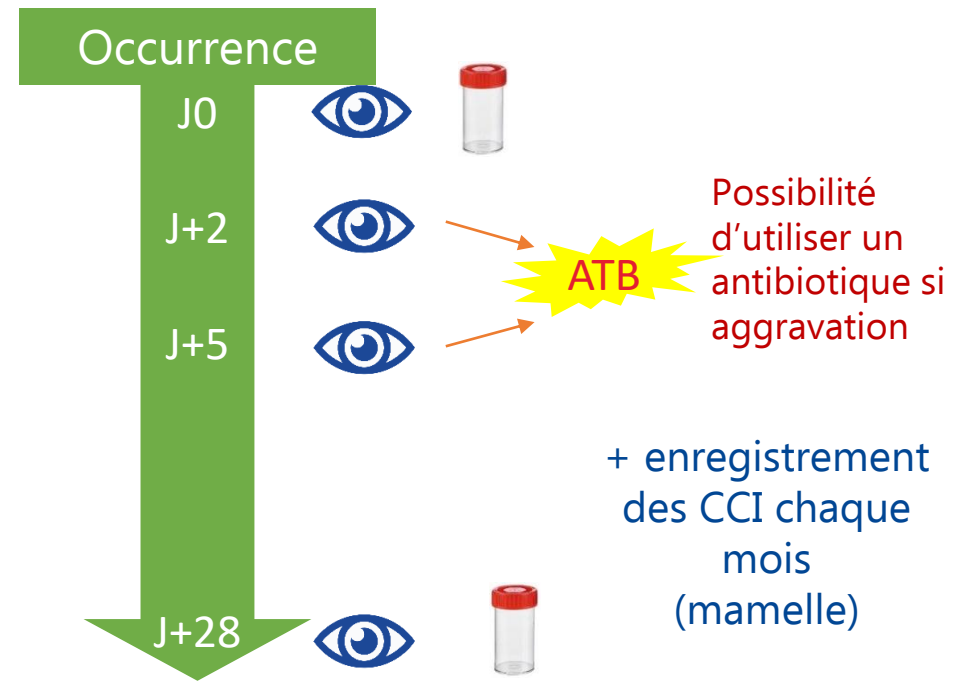 Occurrence
J0
J+2
J+5
J+28
ATB
Possibilité
d’utiliser un
antibiotique si
aggravation
+ enregistrement
des CCI chaque
mois
(mamelle)